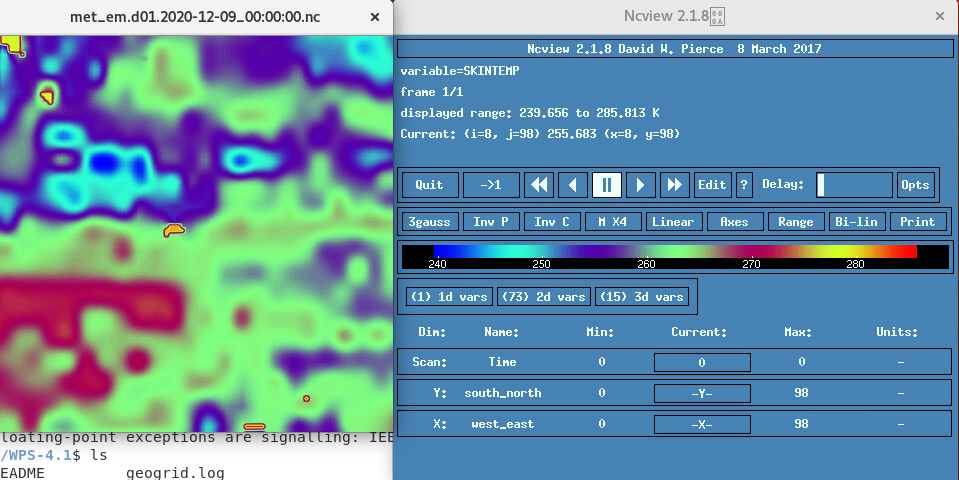 met_em.d01.2020-12-09_00:00:00.nc ×
Ncview 2.1.8 ×
Ncview 2.1.8 David W. Pierce 8 March 2017
variable=SKINTEMP
frame 1/1
displayed range: 239.656 to 285.813 K
Current: (i=8, j=98) 255.683 (x=8, y=98)
Quit ->1 Edit ? Delay: Opts
3gauss Inv P Inv C M X4 Linear Axes Range Bi-lin Print
240 250 260 270 280
(1) 1d vars (73) 2d vars (15) 3d vars
Dim: Name: Min: Current: Max: Units:
Scan: Time 0 0 0 -
Y: south_north 0 -Y- 98 -
X: west_east 0 -X- 98 -
loating-point exceptions are signalling: IEE
/WPS-4.1$ ls
EADME geogrid.log